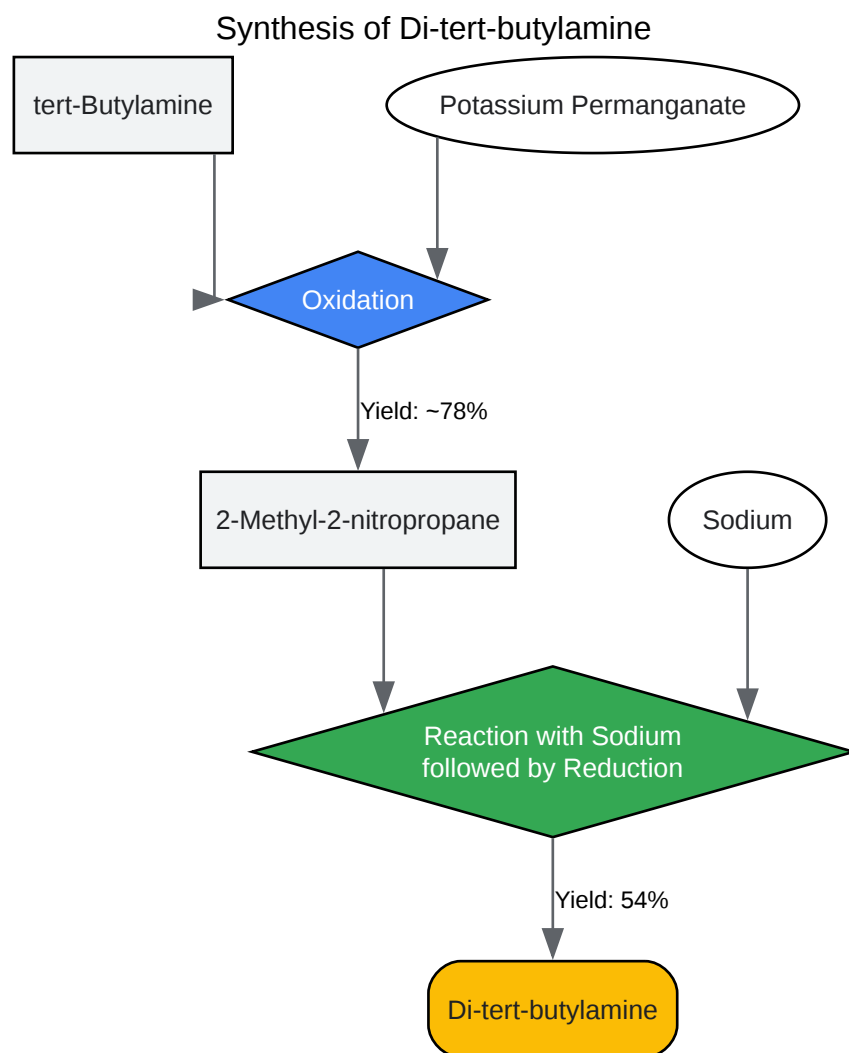 Synthesis of Di-tert-butylamine
tert-Butylamine
Potassium Permanganate
Oxidation
Yield: ~78%
2-Methyl-2-nitropropane
Sodium
Reaction with Sodium
followed by Reduction
Yield: 54%
Di-tert-butylamine